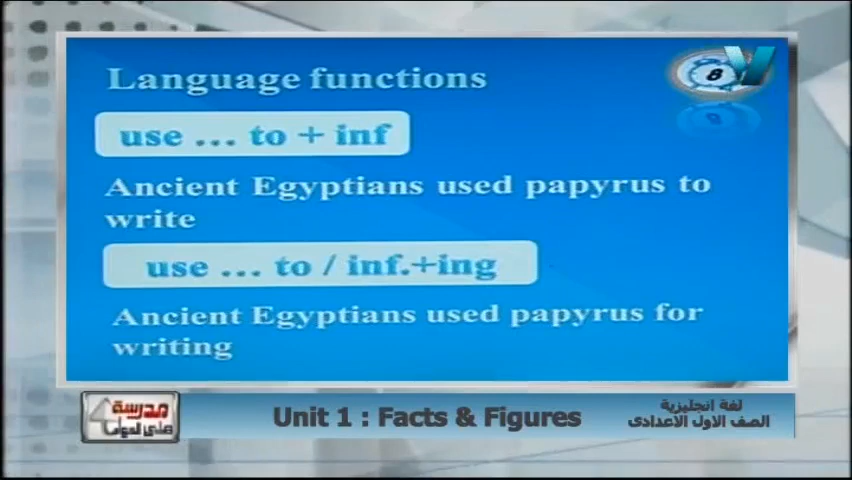 Language functions
8
use ... to + inf
Ancient Egyptians used papyrus to
write
use ... to / inf.+ing
Ancient Egyptians used papyrus for
writing
مدرسة
على الهواء
Unit 1 : Facts & Figures
لغة انجليزية
الصف الاول الاعدادى